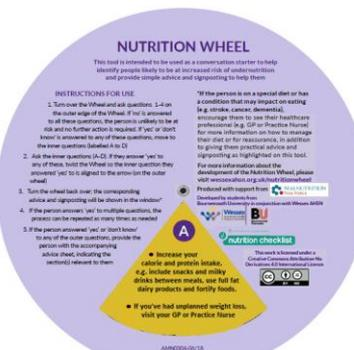 NUTRITION WHEEL
This tool is intended to be used as a conversation starter to help
identify people likely to be at increased risk of undernutrition
and provide simple advice and signposting to help them
INSTRUCTIONS FOR USE
1. Turn over the Wheel and ask questions 1-4 on
the outer edge of the Wheel. If 'no' is answered
to all these questions, the person is unlikely to be at
risk and no further action is required. If 'yes' or 'don't
know' is answered to any of these questions, move to
the inner questions (labelled A to D)
2. Ask the inner questions (A-D). If they answer 'yes' to
any of these, twist the Wheel so the inner question they
answered 'yes' to is aligned to the arrow (on the outer
wheel)
3. Turn the wheel back over; the corresponding
advice and signposting will be shown in the window*
4. If the person answers 'yes' to multiple questions, the
process can be repeated as many times as needed
5. If the person answered 'yes' or 'don't know'
to any of the outer questions, provide the
person with the accompanying
advice sheet, indicating the
section(s) relevant to them
*If the person is on a special diet or has
a condition that may impact on eating
(e.g. stroke, cancer, dementia),
encourage them to see their healthcare
professional (e.g. GP or Practice Nurse)
for more information on how to manage
their diet or for reassurance, in addition
to giving them practical advice and
signposting as highlighted on this tool.
For more information about the
development of the Nutrition Wheel, please
visit wessexahsn.org.uk/nutritionwheel
Produced with support from
MALNUTRITION
Developed by students from
Bournemouth University in conjunction with Wessex AHSN
Wessex
BU
nutrition checklist
This work is licensed under a
Creative Commons Attribution-No
Derivatives 4.0 International Licence
A
• Increase your
calorie and protein intake,
e.g. include snacks and milky
drinks between meals, use full fat
dairy products and fortify foods.
• If you've had unplanned weight loss,
visit your GP or Practice Nurse